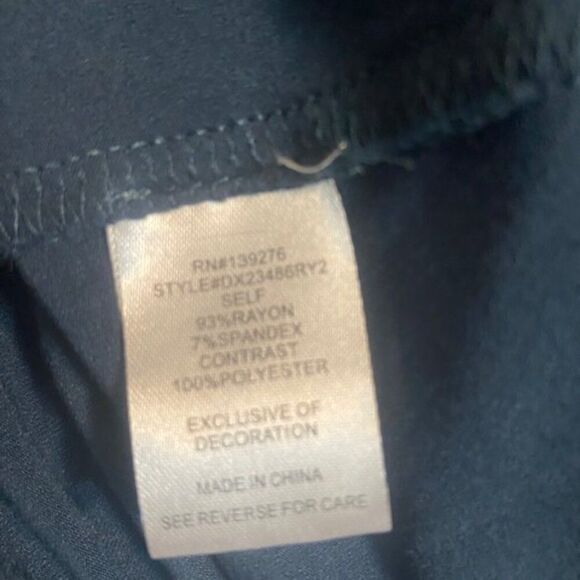 RN#139276
STYLE#DX23486RY2
SELF
93%RAYON
7%SPANDEX
CONTRAST
100%POLYESTER
EXCLUSIVE OF
DECORATION
MADE IN CHINA
SEE REVERSE FOR CARE